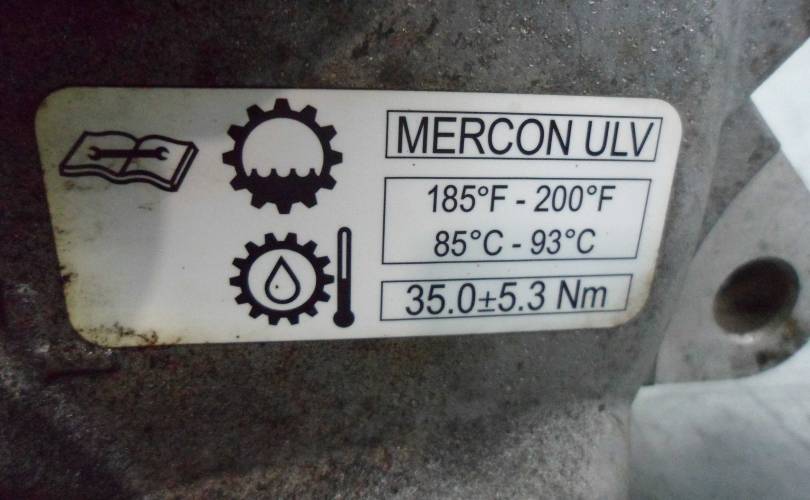 MERCON ULV
185°F - 200°F
85°C - 93°C
35.0±5.3 Nm